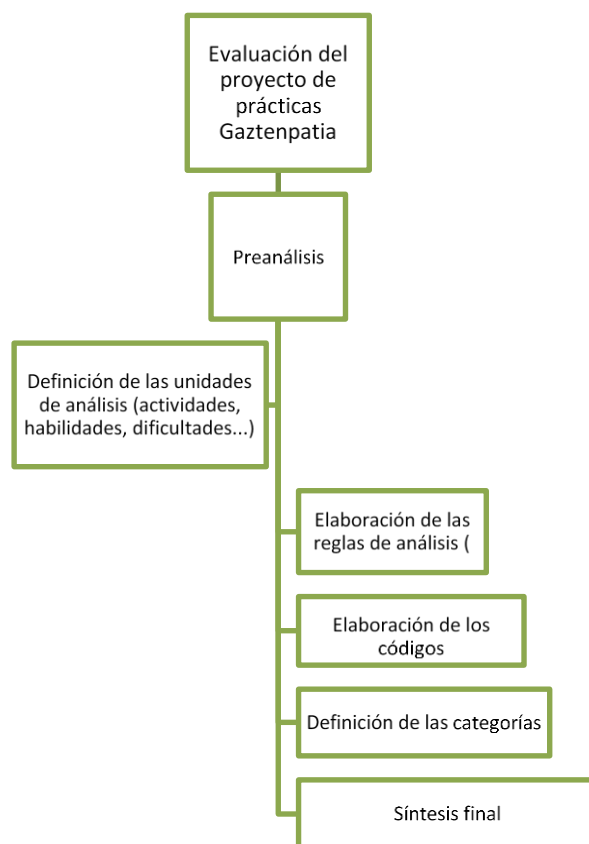 Evaluación del
proyecto de
prácticas
Gaztenpatia
Preanálisis
Definición de las unidades
de análisis (actividades,
habilidades, dificultades...)
Elaboración de las
reglas de análisis (
Elaboración de los
códigos
Definición de las categorías
Síntesis final